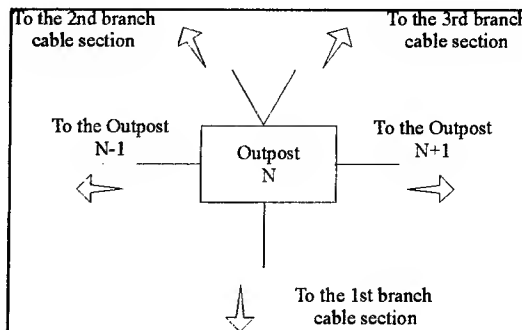 To the 2nd branch
cable section
To the 3rd branch
cable section
To the Outpost
N-1
Outpost
N
To the Outpost
N+1
To the 1st branch
cable section